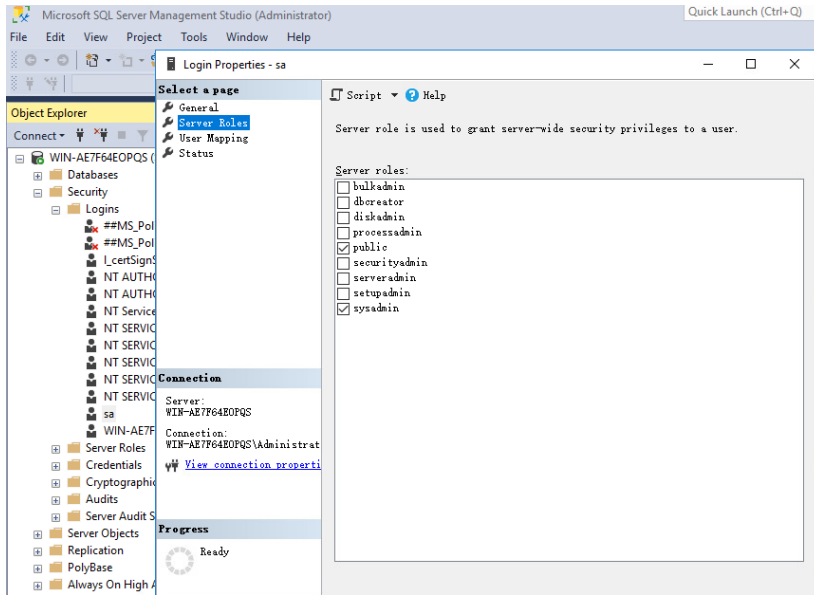 Microsoft SQL Server Management Studio (Administrator)
Quick Launch (Ctrl+Q)
File Edit View Project Tools Window Help
Login Properties - sa
Select a page
General
Server Roles
User Mapping
Status
Script Help
Server role is used to grant server-wide security privileges to a user.
Server roles:
bulkadmin
dbcreator
diskadmin
processadmin
public
securityadmin
serveradmin
setupadmin
sysadmin
Object Explorer
Connect
WIN-AE7F64EOPQS (
Databases
Security
Logins
##MS_Pol
##MS_Pol
l_certSignS
NT AUTH
NT AUTH
NT Service
NT SERVIC
NT SERVIC
NT SERVIC
NT SERVIC
NT SERVIC
sa
WIN-AE7F
Server Roles
Credentials
Cryptographic
Audits
Server Audit S
Server Objects
Replication
PolyBase
Always On High A
Connection
Server:
WIN-AE7F64EOPQS
Connection:
WIN-AE7F64EOPQS\Administrat
View connection properti
Progress
Ready